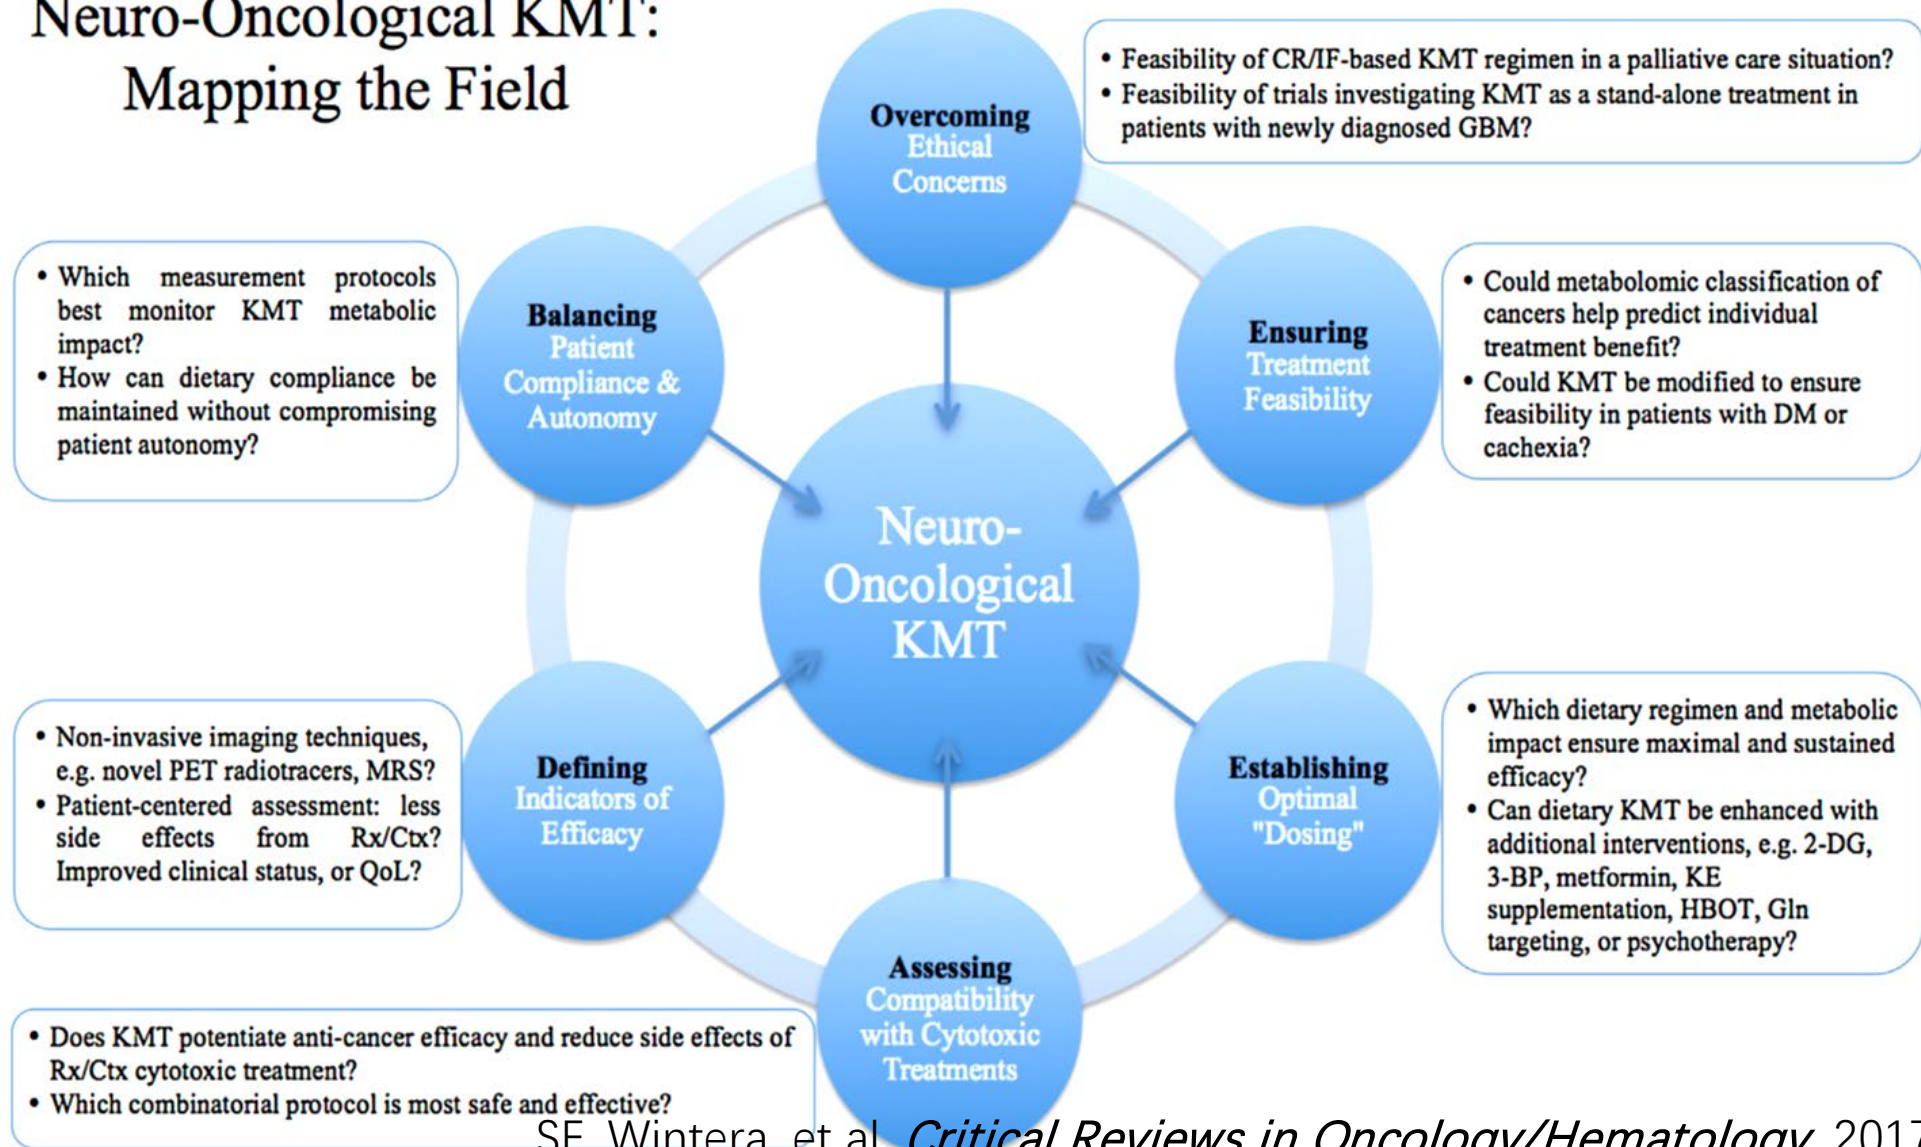 Neuro-Oncological KMT:
Mapping the Field
Overcoming
Ethical
Concerns
• Feasibility of CR/IF-based KMT regimen in a palliative care situation?
• Feasibility of trials investigating KMT as a stand-alone treatment in
patients with newly diagnosed GBM?
Ensuring
Treatment
Feasibility
• Could metabolomic classification of
cancers help predict individual
treatment benefit?
• Could KMT be modified to ensure
feasibility in patients with DM or
cachexia?
Establishing
Optimal
"Dosing"
• Which dietary regimen and metabolic
impact ensure maximal and sustained
efficacy?
• Can dietary KMT be enhanced with
additional interventions, e.g. 2-DG,
3-BP, metformin, KE
supplementation, HBOT, Gln
targeting, or psychotherapy?
Assessing
Compatibility
with Cytotoxic
Treatments
• Does KMT potentiate anti-cancer efficacy and reduce side effects of
Rx/Ctx cytotoxic treatment?
• Which combinatorial protocol is most safe and effective?
Defining
Indicators of
Efficacy
• Non-invasive imaging techniques,
e.g. novel PET radiotracers, MRS?
• Patient-centered assessment: less
side effects from Rx/Ctx?
Improved clinical status, or QoL?
Balancing
Patient
Compliance &
Autonomy
• Which measurement protocols
best monitor KMT metabolic
impact?
• How can dietary compliance be
maintained without compromising
patient autonomy?
Neuro-
Oncological
KMT
SF. Wintera, et al. Critical Reviews in Oncology/Hematology. 2017